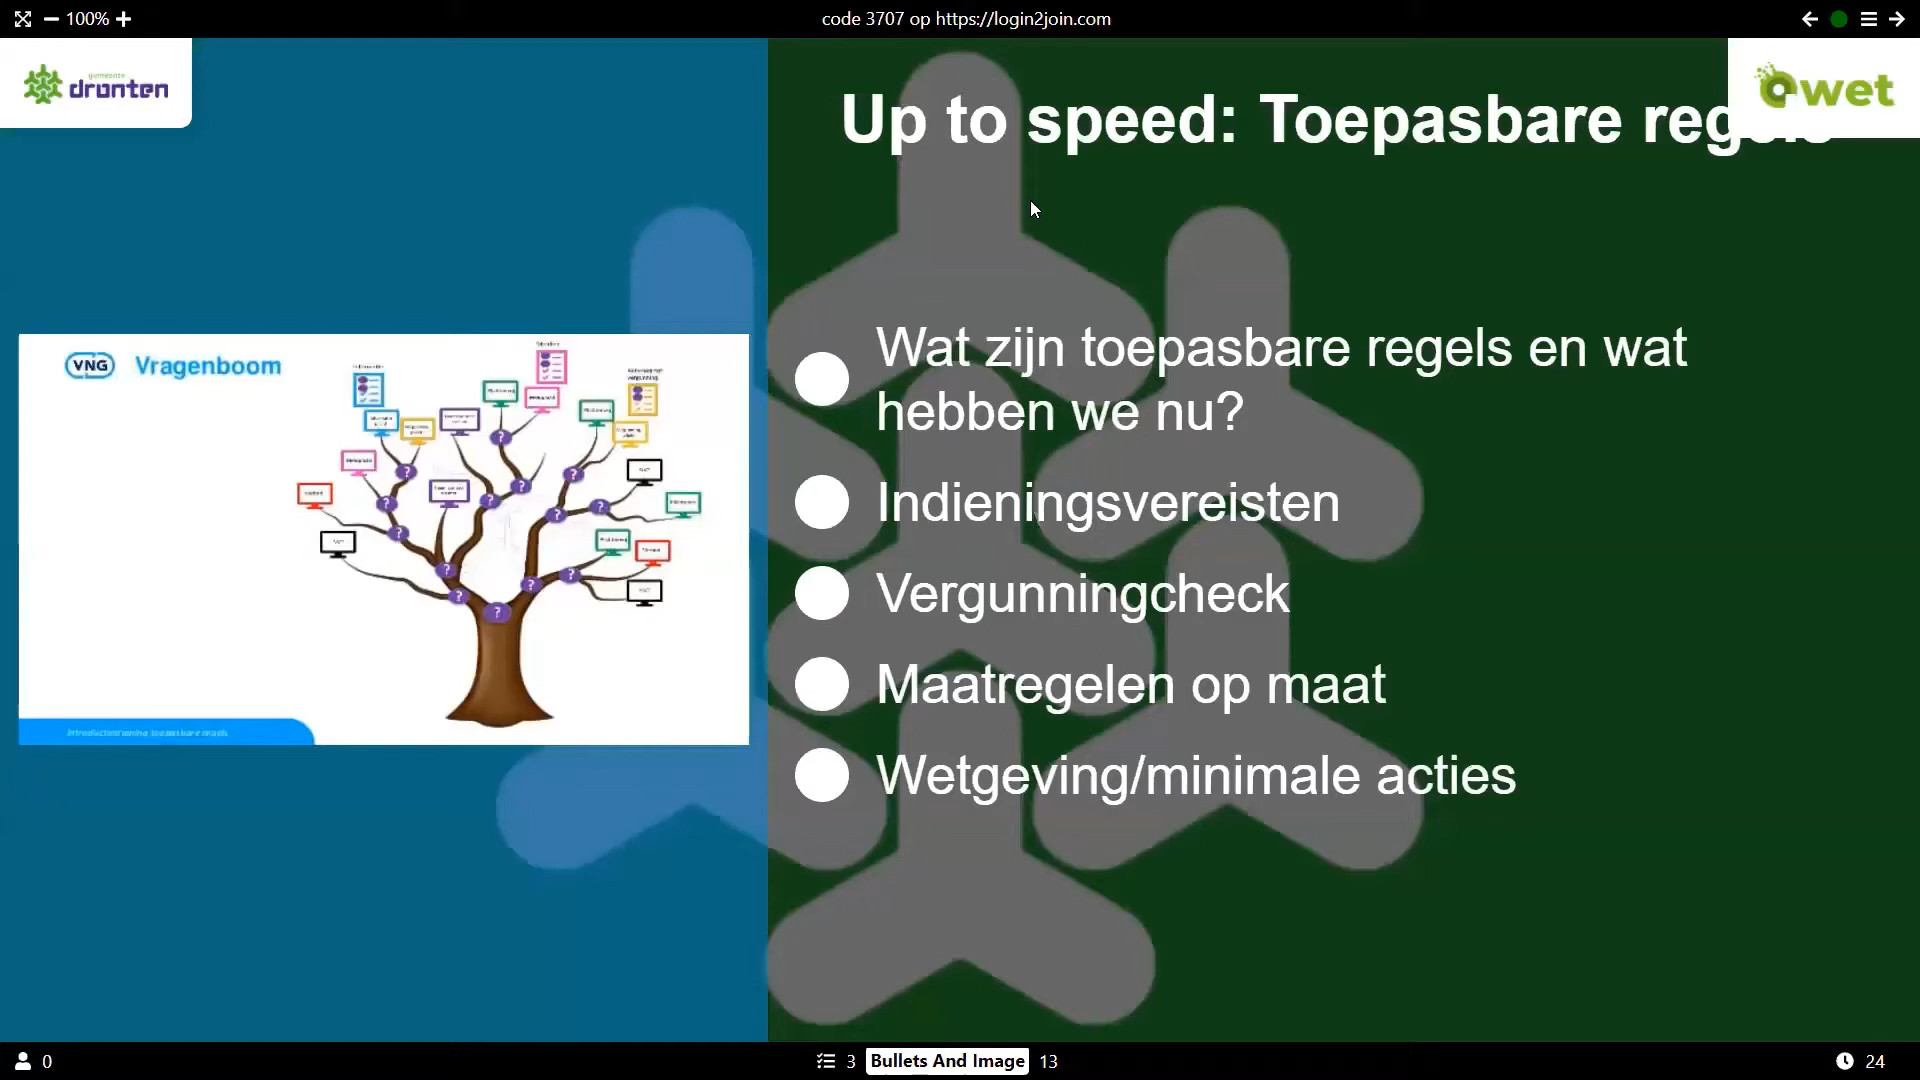 100%
code 3707 op https://login2join.com
gemeente
dronten
wet
Up to speed: Toepasbare regels
VNG Vragenboom
Wat zijn toepasbare regels en wat
hebben we nu?
Indieningsvereisten
Vergunningcheck
Maatregelen op maat
Wetgeving/minimale acties
0
3 Bullets And Image 13
24